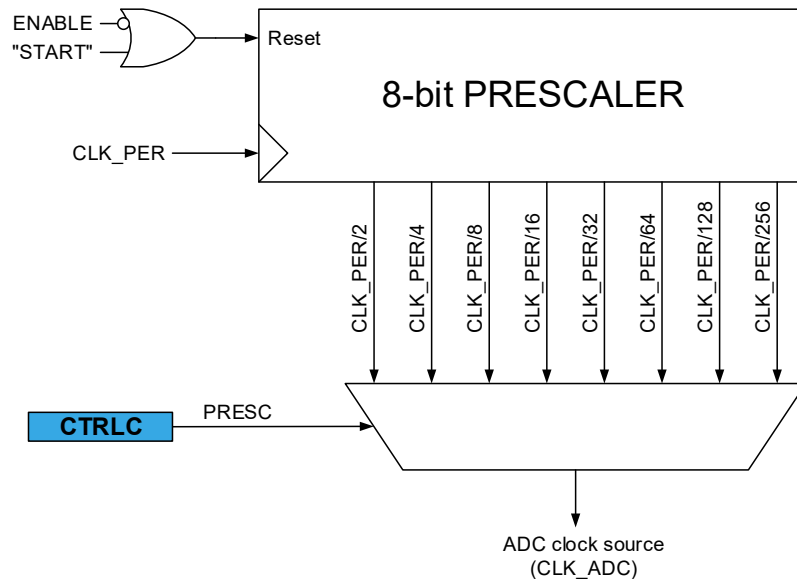 ENABLE
"START"
Reset
8-bit PRESCALER
CLK_PER
CLK_PER/2
CLK_PER/4
CLK_PER/8
CLK_PER/16
CLK_PER/32
CLK_PER/64
CLK_PER/128
CLK_PER/256
CTRLC
PRESC
ADC clock source
(CLK_ADC)